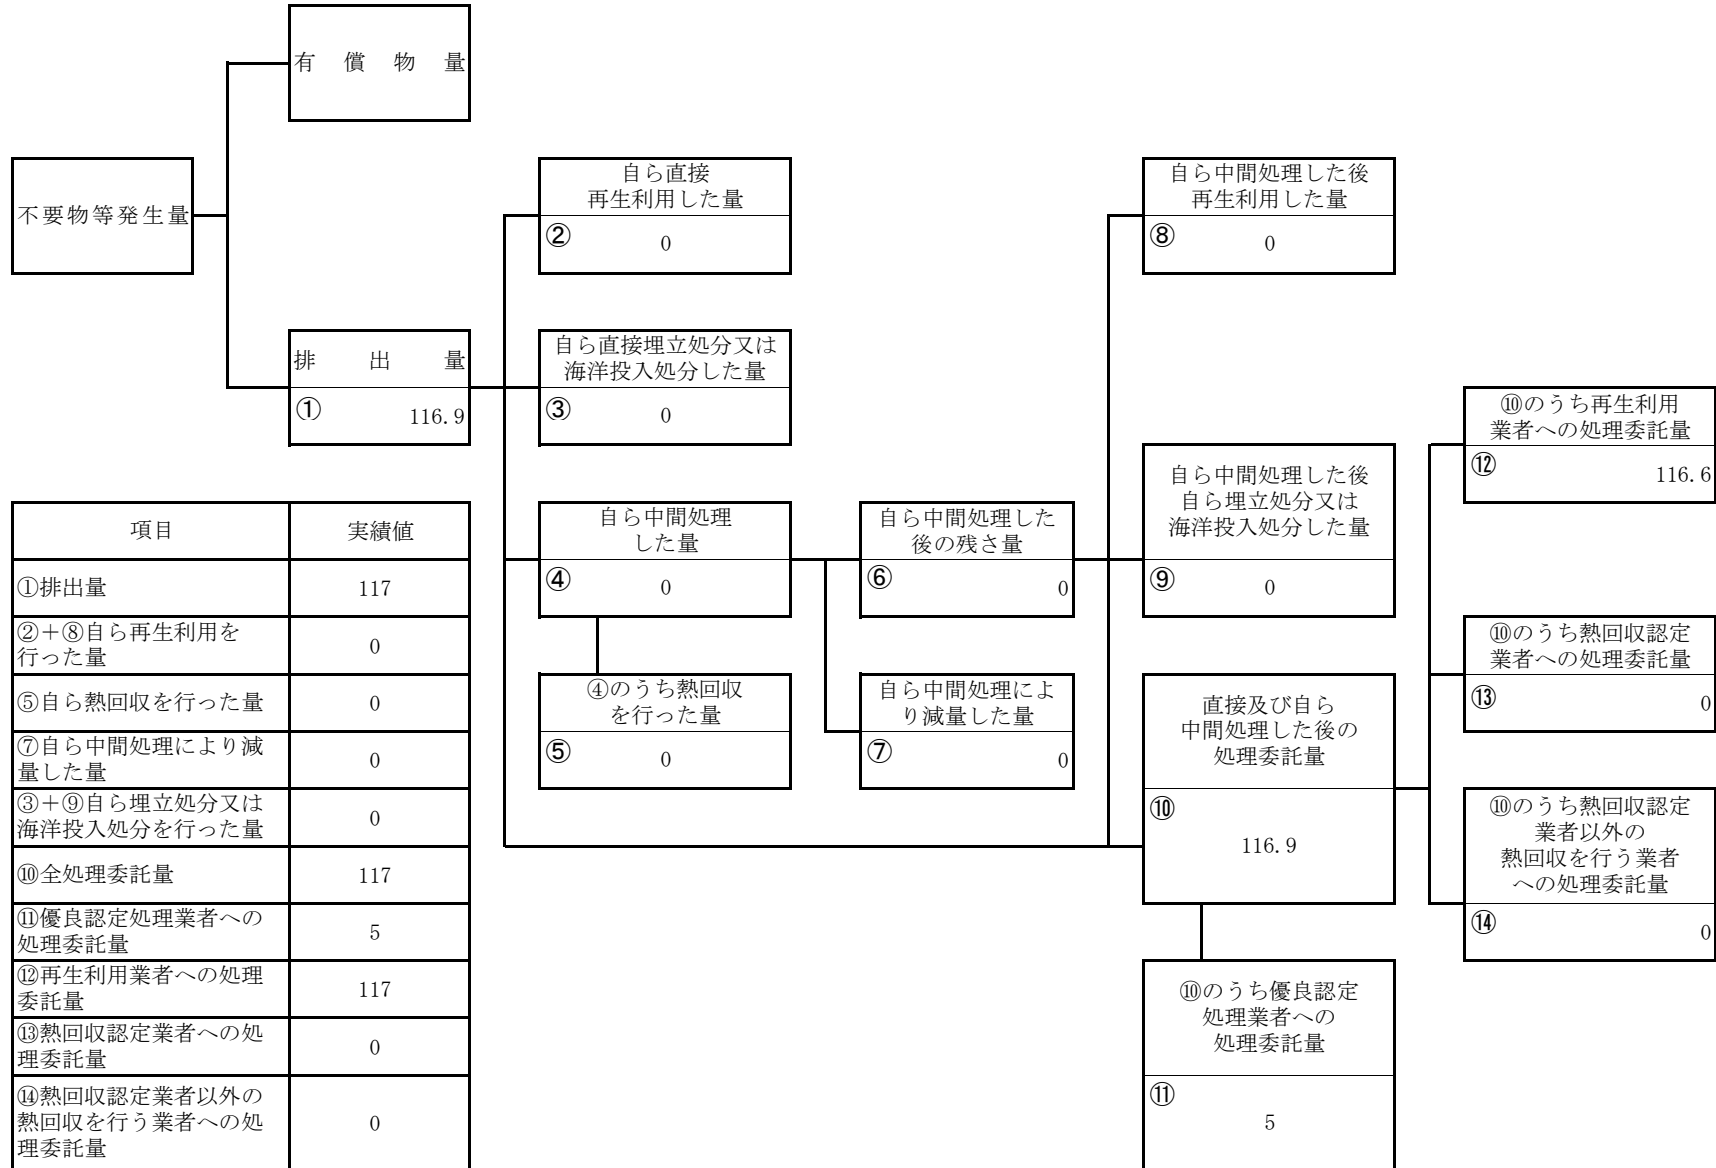 有償物量
不要物等発生量
自ら直接
再生利用した量
② 0
自ら中間処理した後
再生利用した量
⑧ 0
排出量
① 116.9
自ら直接埋立処分又は
海洋投入処分した量
③ 0
⑩のうち再生利用
業者への処理委託量
⑫ 116.6
自ら中間処理した後
自ら埋立処分又は
海洋投入処分した量
⑨ 0
自ら中間処理
した量
④ 0
自ら中間処理した
後の残さ量
⑥ 0
⑩のうち熱回収認定
業者への処理委託量
⑬ 0
④のうち熱回収
を行った量
⑤ 0
自ら中間処理によ
り減量した量
⑦ 0
直接及び自ら
中間処理した後の
処理委託量
⑩
116.9
⑩のうち熱回収認定
業者以外の
熱回収を行う業者
への処理委託量
⑭ 0
⑩のうち優良認定
処理業者への
処理委託量
⑪
5
項目 実績値
①排出量 117
②＋⑧自ら再生利用を
行った量 0
⑤自ら熱回収を行った量 0
⑦自ら中間処理により減
量した量 0
③＋⑨自ら埋立処分又は
海洋投入処分を行った量 0
⑩全処理委託量 117
⑪優良認定処理業者への
処理委託量 5
⑫再生利用業者への処理
委託量 117
⑬熱回収認定業者への処
理委託量 0
⑭熱回収認定業者以外の
熱回収を行う業者への処
理委託量 0